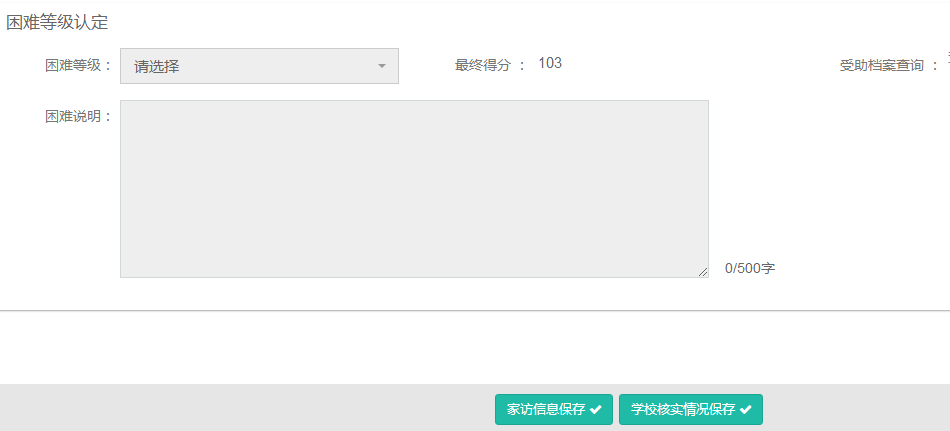 困难等级认定
困难等级： 请选择 最终得分 ： 103 受助档案查询 ：
困难说明：
0/500字
家访信息保存 学校核实情况保存